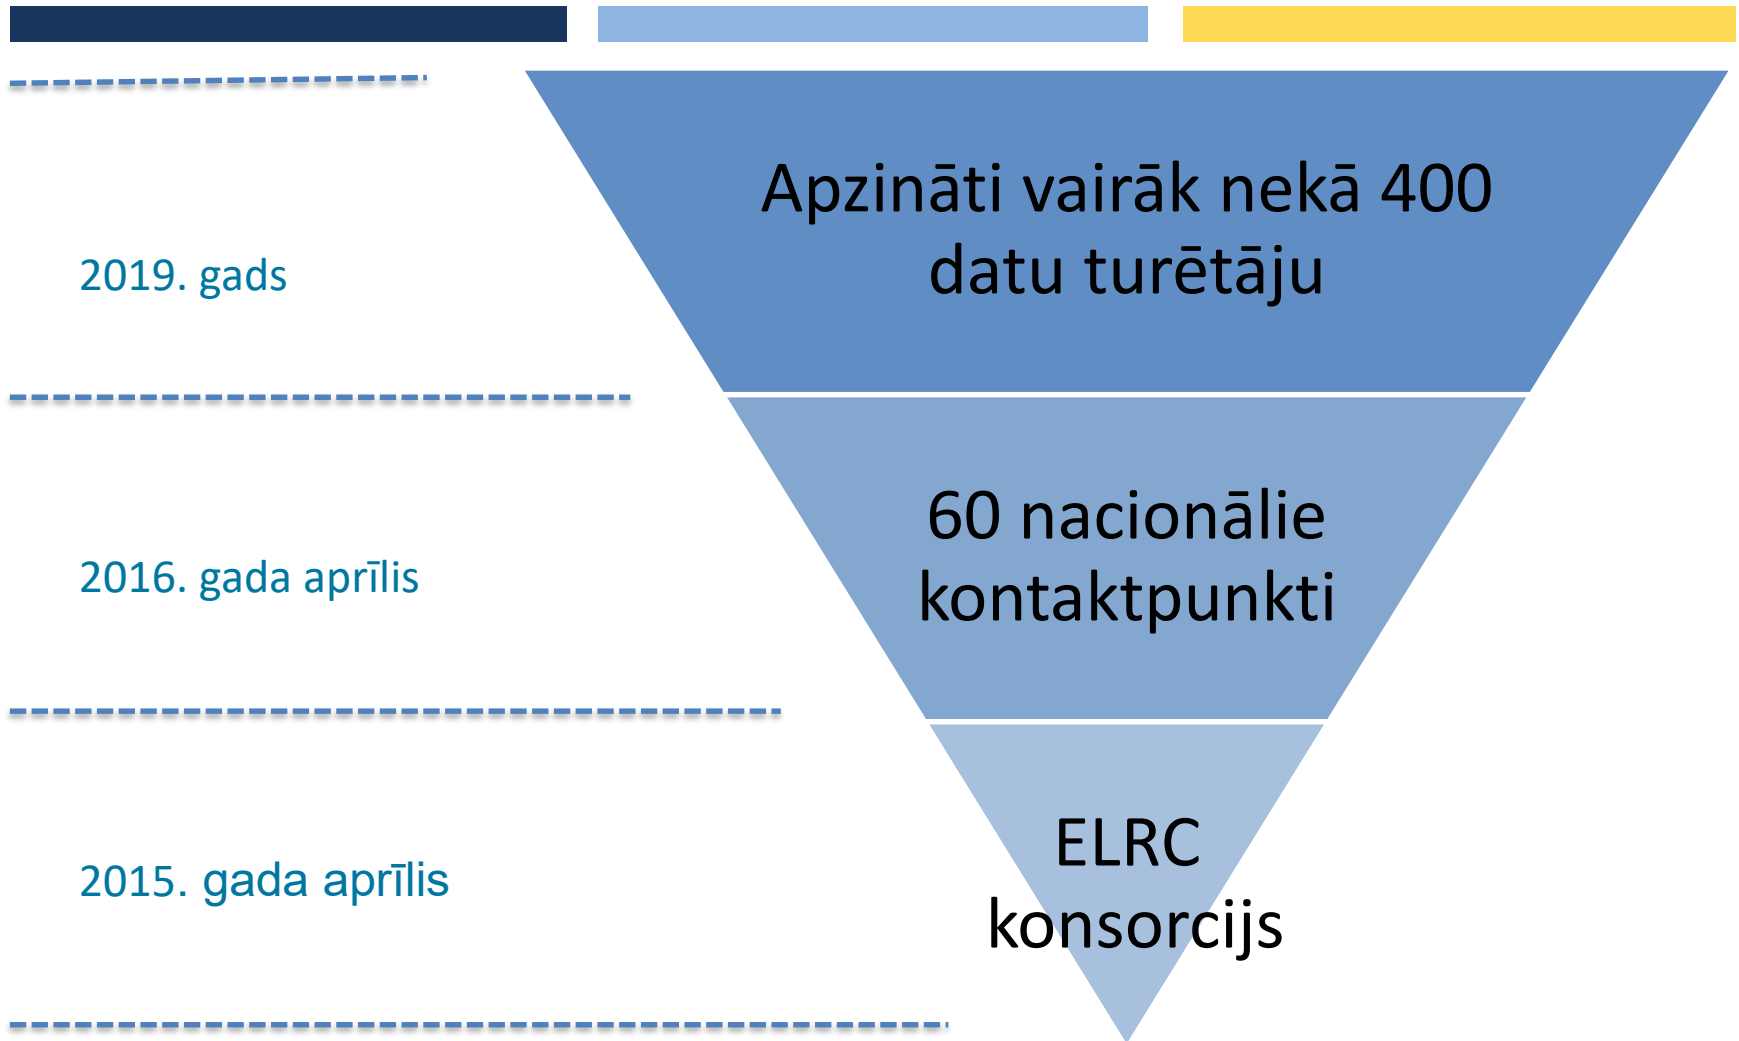 2019. gads
Apzināti vairāk nekā 400
datu turētāju
2016. gada aprīlis
60 nacionālie
kontaktpunkti
2015. gada aprīlis
ELRC
konsorcijs